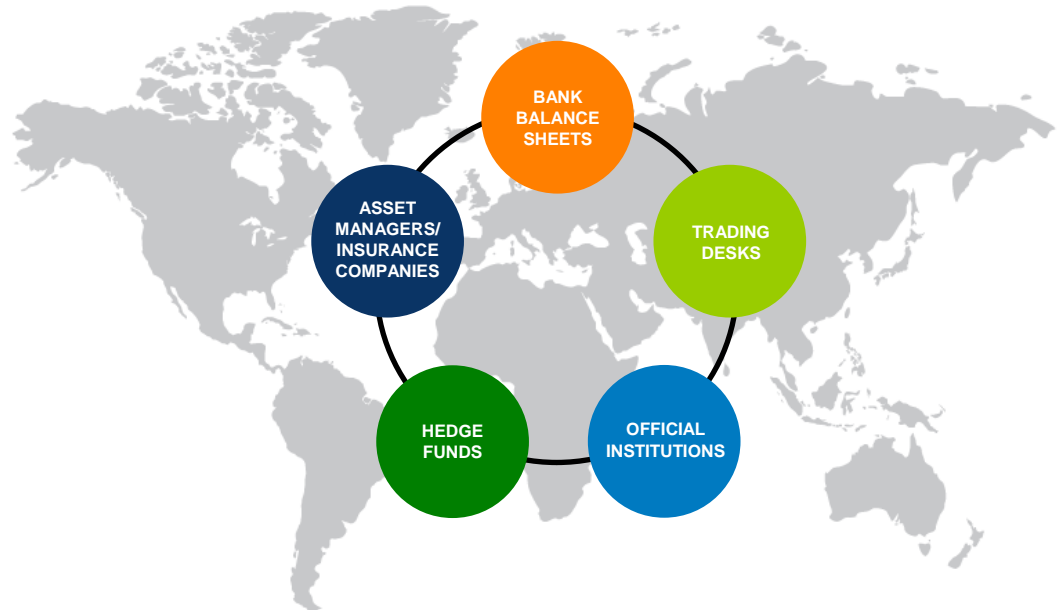 BANK
BALANCE
SHEETS
ASSET
MANAGERS/
INSURANCE
COMPANIES
TRADING
DESKS
HEDGE
FUNDS
OFFICIAL
INSTITUTIONS